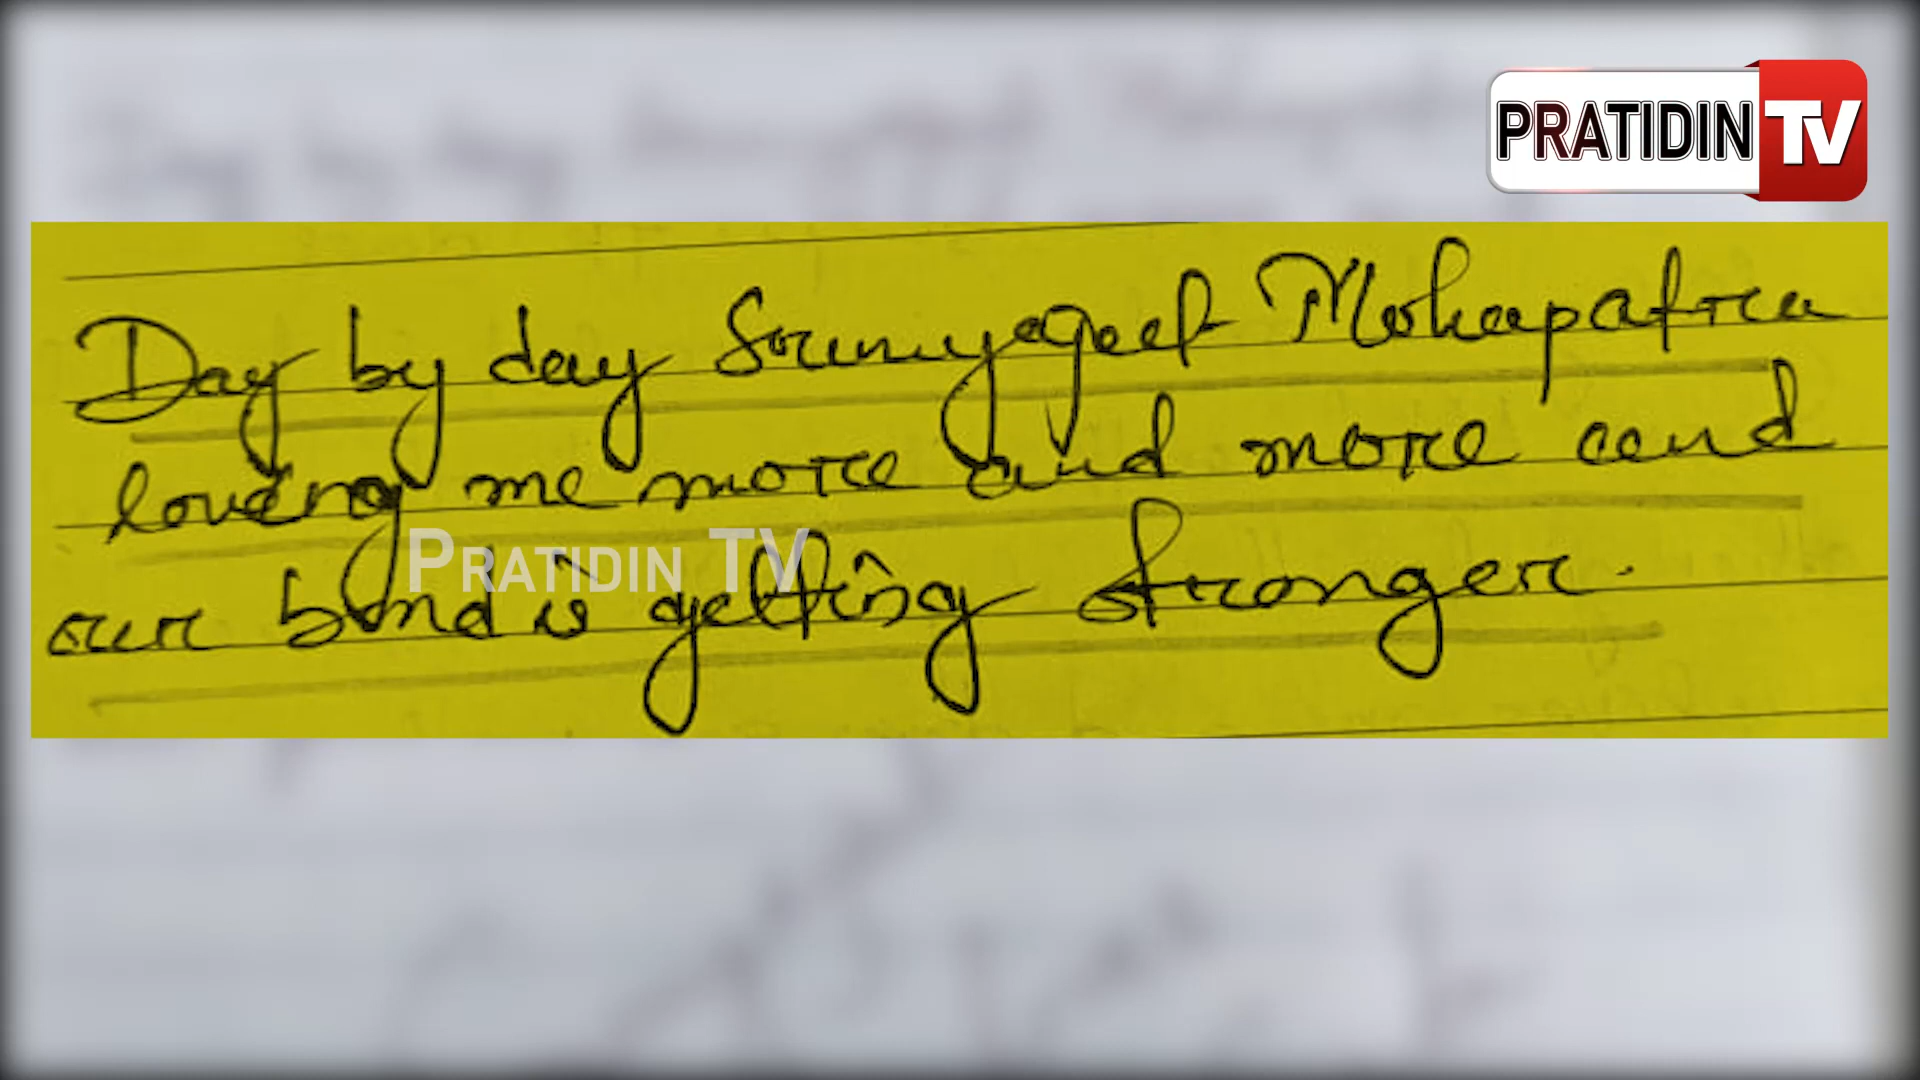 PRATIDIN TV
Day by day Soumyajeet Mohapatra
loving me more and more and
our bond is getting stronger.
PRATIDIN TV